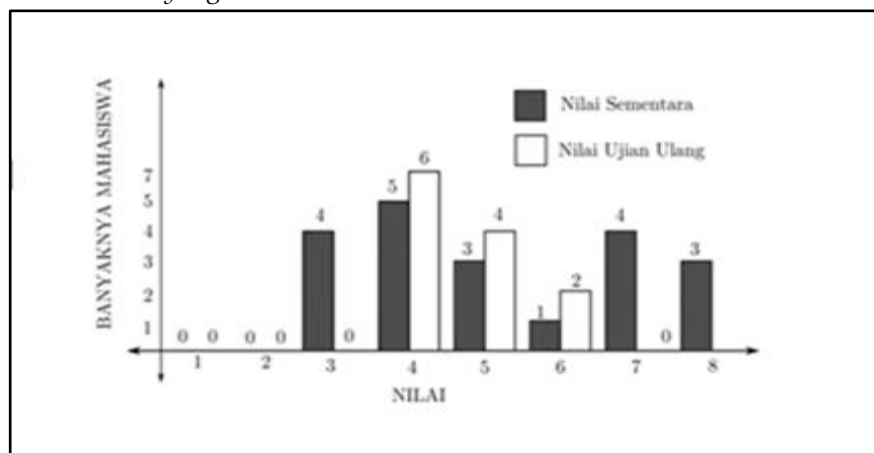 BANYAKNYA MAHASISWA
Nilai Sementara
Nilai Ujian Ulang
5
4
3
2
1
4
5
6
3
4
1
2
4
3
0 0 0 0 0 0
1 2 3 4 5 6 7 8
NILAI